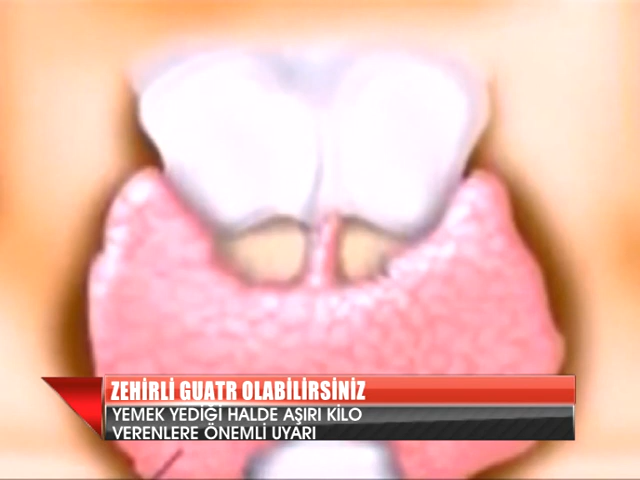 ZEHİRLİ GUATR OLABİLİRSİNİZ
YEMEK YEDİĞİ HALDE AŞIRI KİLO
VERENLERE ÖNEMLİ UYARI